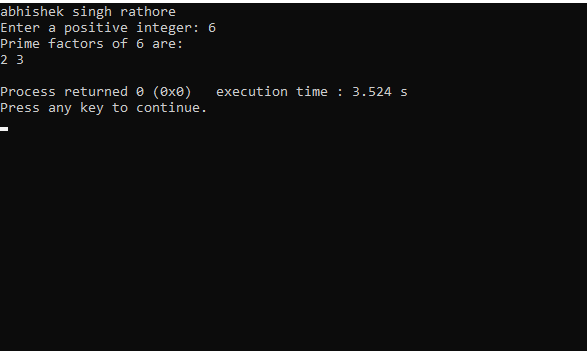 abhishek singh rathore
Enter a positive integer: 6
Prime factors of 6 are:
2 3
Process returned 0 (0x0)   execution time : 3.524 s
Press any key to continue.